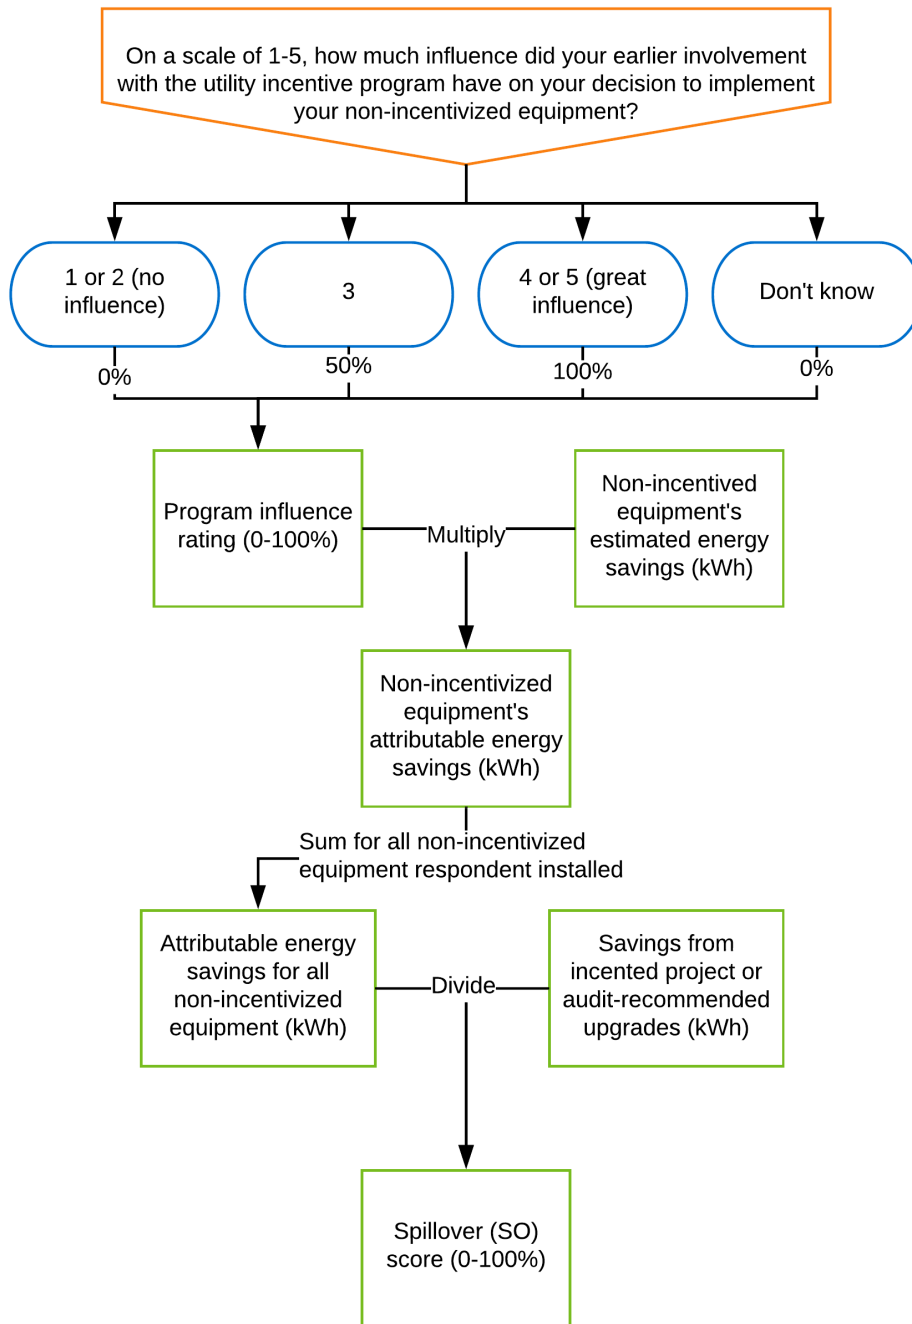 On a scale of 1-5, how much influence did your earlier involvement
with the utility incentive program have on your decision to implement
your non-incentivized equipment?
1 or 2 (no
influence)
3
4 or 5 (great
influence)
Don't know
0%
50%
100%
0%
Program influence
rating (0-100%)
Multiply
Non-incentived
equipment's
estimated energy
savings (kWh)
Non-incentivized
equipment's
attributable energy
savings (kWh)
Sum for all non-incentivized
equipment respondent installed
Attributable energy
savings for all
non-incentivized
equipment (kWh)
Divide
Savings from
incented project or
audit-recommended
upgrades (kWh)
Spillover (SO)
score (0-100%)